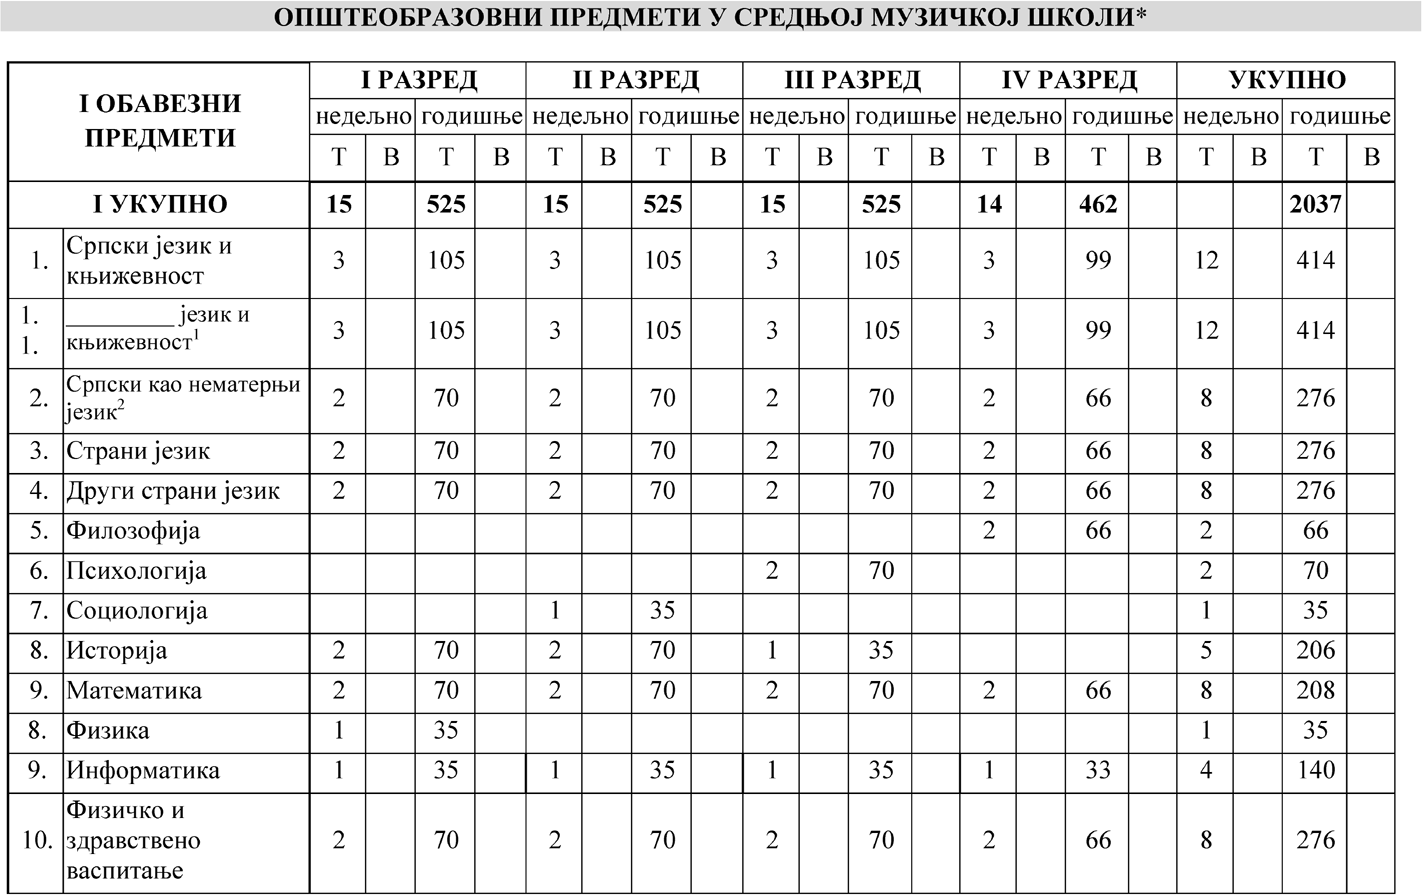 ОПШТЕОБРАЗОВНИ ПРЕДМЕТИ У СРЕДЊОЈ МУЗИЧКОЈ ШКОЛИ*
I ОБАВЕЗНИ ПРЕДМЕТИ I РАЗРЕД II РАЗРЕД III РАЗРЕД IV РАЗРЕД УКУПНО
недељно годишње недељно годишње недељно годишње недељно годишње недељно годишње
Т В Т В Т В Т В Т В Т В Т В Т В Т В Т В
I УКУПНО 15 525 15 525 15 525 14 462 2037
1. Српски језик и књижевност 3 105 3 105 3 105 3 99 12 414
1.1. _________ језик и књижевност1 3 105 3 105 3 105 3 99 12 414
2. Српски као нематерњи језик2 2 70 2 70 2 70 2 66 8 276
3. Страни језик 2 70 2 70 2 70 2 66 8 276
4. Други страни језик 2 70 2 70 2 70 2 66 8 276
5. Филозофија 2 66 2 66
6. Психологија 2 70 2 70
7. Социологија 1 35 1 35
8. Историја 2 70 2 70 1 35 5 206
9. Математика 2 70 2 70 2 70 2 66 8 208
8. Физика 1 35 1 35
9. Информатика 1 35 1 35 1 35 1 33 4 140
10. Физичко и здравствено васпитање 2 70 2 70 2 70 2 66 8 276